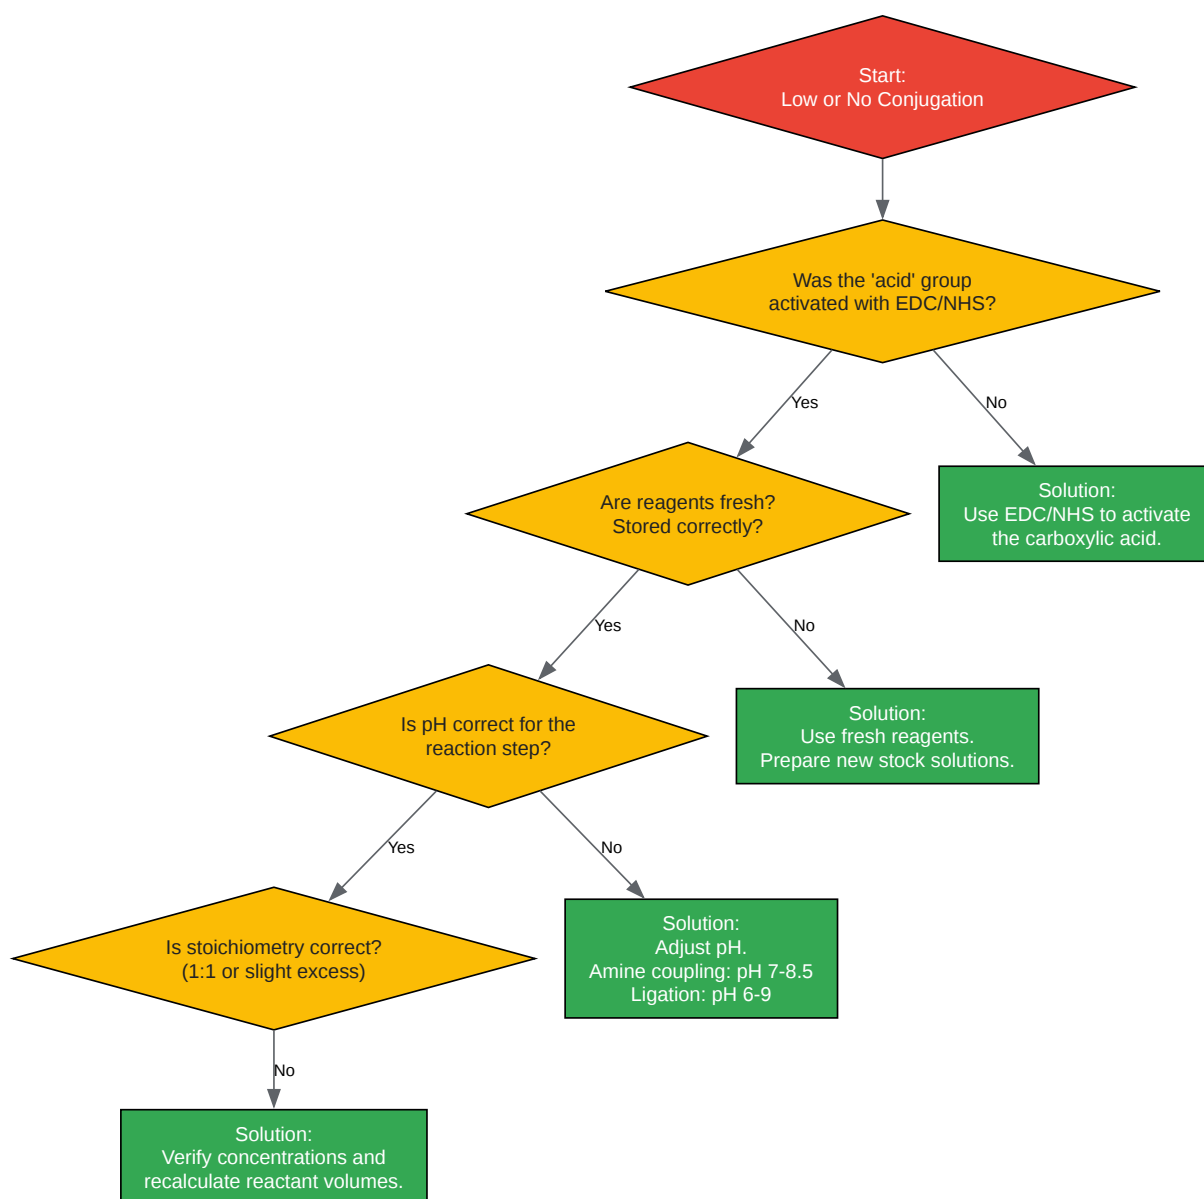 Start:
Low or No Conjugation
Was the 'acid' group
activated with EDC/NHS?
Yes
No
Are reagents fresh?
Stored correctly?
Solution:
Use EDC/NHS to activate
the carboxylic acid.
Yes
No
Is pH correct for the
reaction step?
Solution:
Use fresh reagents.
Prepare new stock solutions.
Yes
No
Is stoichiometry correct?
(1:1 or slight excess)
Solution:
Adjust pH.
Amine coupling: pH 7-8.5
Ligation: pH 6-9
No
Solution:
Verify concentrations and
recalculate reactant volumes.